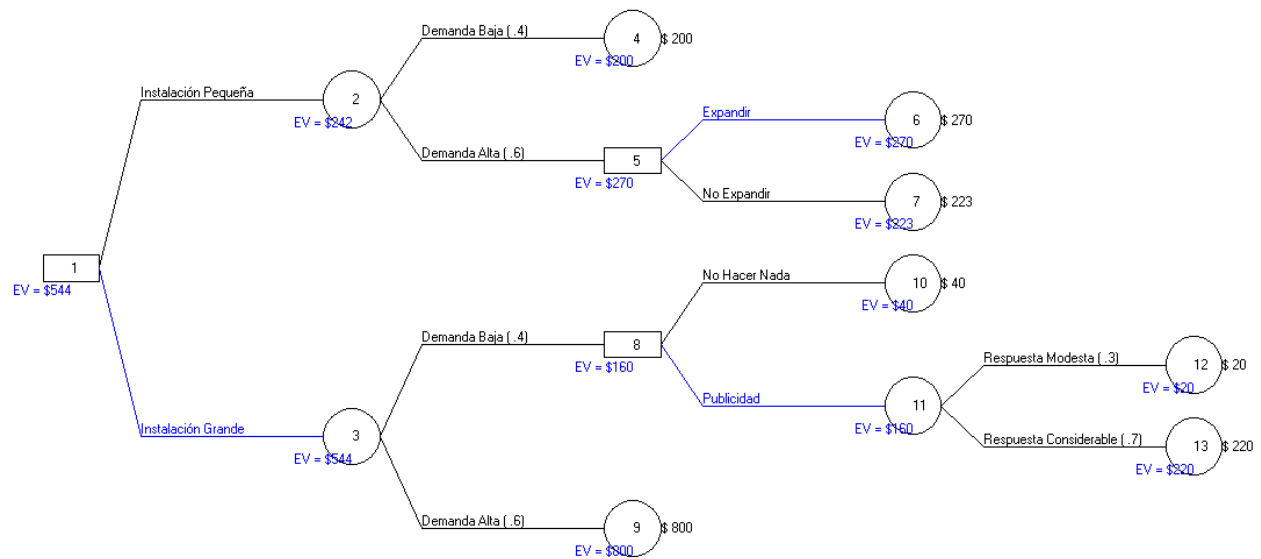 Demanda Baja ( .4)
4
$ 200
EV = $200
Instalación Pequeña
2
EV = $242
Expandir
6
$ 270
EV = $270
Demanda Alta ( .6)
5
EV = $270
No Expandir
7
$ 223
EV = $223
1
EV = $544
No Hacer Nada
10
$ 40
EV = $40
Demanda Baja ( .4)
8
EV = $160
Respuesta Modesta ( .3)
12
$ 20
EV = $20
Publicidad
11
EV = $160
Instalación Grande
3
EV = $544
Respuesta Considerable ( .7)
13
$ 220
EV = $220
Demanda Alta ( .6)
9
$ 800
EV = $800